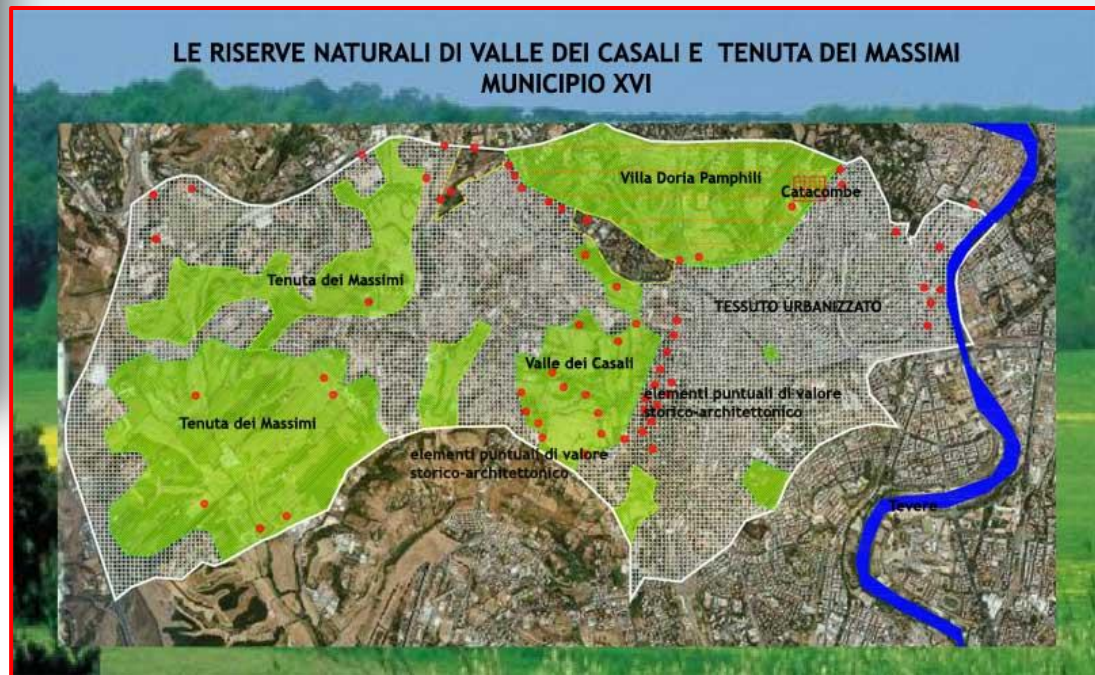 LE RISERVE NATURALI DI VALLE DEI CASALI E TENUTA DEI MASSIMI
MUNICIPIO XVI
Villa Doria Pamphili
Catacombe
Tenuta dei Massimi
TESSUTO URBANIZZATO
Valle dei Casali
elementi puntuali di valore
storico-architettonico
Tenuta dei Massimi
elementi puntuali di valore
storico-architettonico
Tevere